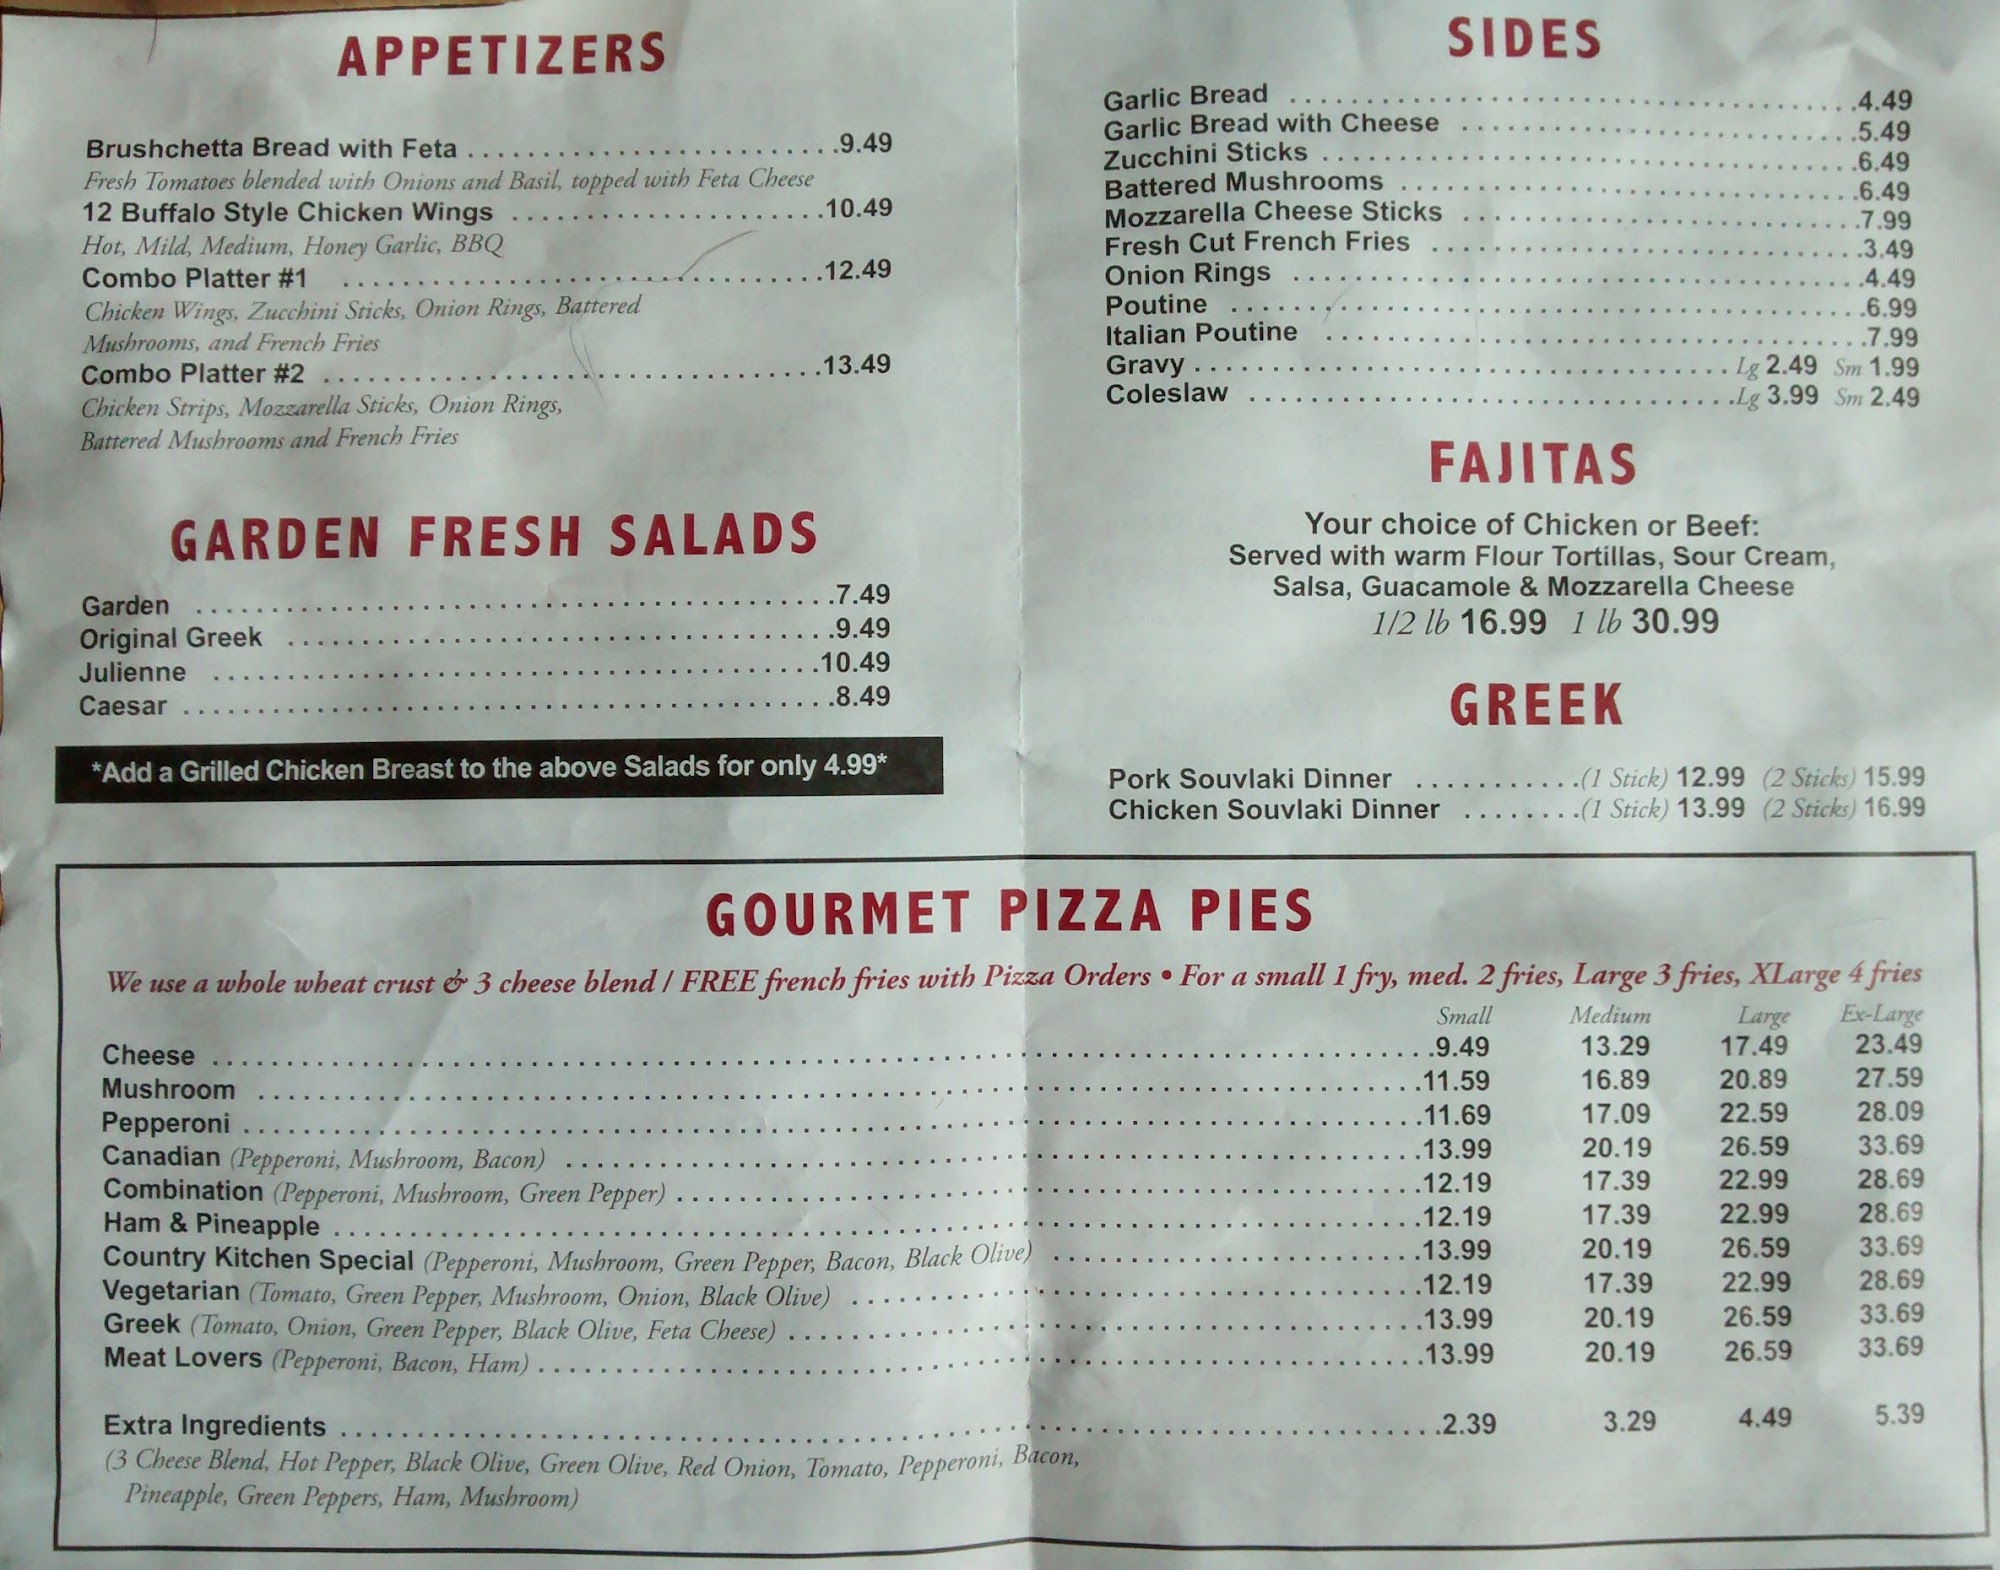 APPETIZERS
Brushchetta Bread with Feta 9.49
Fresh Tomatoes blended with Onions and Basil, topped with Feta Cheese
12 Buffalo Style Chicken Wings 10.49
Hot, Mild, Medium, Honey Garlic, BBQ
Combo Platter #1 12.49
Chicken Wings, Zucchini Sticks, Onion Rings, Battered
Mushrooms, and French Fries
Combo Platter #2 13.49
Chicken Strips, Mozzarella Sticks, Onion Rings,
Battered Mushrooms and French Fries
GARDEN FRESH SALADS
Garden 7.49
Original Greek 9.49
Julienne 10.49
Caesar 8.49
*Add a Grilled Chicken Breast to the above Salads for only 4.99*
SIDES
Garlic Bread 4.49
Garlic Bread with Cheese 5.49
Zucchini Sticks 6.49
Battered Mushrooms 6.49
Mozzarella Cheese Sticks 7.99
Fresh Cut French Fries 3.49
Onion Rings 4.49
Poutine 6.99
Italian Poutine 7.99
Gravy Lg 2.49 Sm 1.99
Coleslaw Lg 3.99 Sm 2.49
FAJITAS
Your choice of Chicken or Beef:
Served with warm Flour Tortillas, Sour Cream,
Salsa, Guacamole & Mozzarella Cheese
1/2 lb 16.99 1 lb 30.99
GREEK
Pork Souvlaki Dinner (1 Stick) 12.99 (2 Sticks) 15.99
Chicken Souvlaki Dinner (1 Stick) 13.99 (2 Sticks) 16.99
GOURMET PIZZA PIES
We use a whole wheat crust & 3 cheese blend / FREE french fries with Pizza Orders • For a small 1 fry, med. 2 fries, Large 3 fries, XLarge 4 fries
Small Medium Large Ex-Large
Cheese 9.49 13.29 17.49 23.49
Mushroom 11.59 16.89 20.89 27.59
Pepperoni 11.69 17.09 22.59 28.09
Canadian (Pepperoni, Mushroom, Bacon) 13.99 20.19 26.59 33.69
Combination (Pepperoni, Mushroom, Green Pepper) 12.19 17.39 22.99 28.69
Ham & Pineapple 12.19 17.39 22.99 28.69
Country Kitchen Special (Pepperoni, Mushroom, Green Pepper, Bacon, Black Olive) 13.99 20.19 26.59 33.69
Vegetarian (Tomato, Green Pepper, Mushroom, Onion, Black Olive) 12.19 17.39 22.99 28.69
Greek (Tomato, Onion, Green Pepper, Black Olive, Feta Cheese) 13.99 20.19 26.59 33.69
Meat Lovers (Pepperoni, Bacon, Ham) 13.99 20.19 26.59 33.69
Extra Ingredients 2.39 3.29 4.49 5.39
(3 Cheese Blend, Hot Pepper, Black Olive, Green Olive, Red Onion, Tomato, Pepperoni, Bacon,
Pineapple, Green Peppers, Ham, Mushroom)